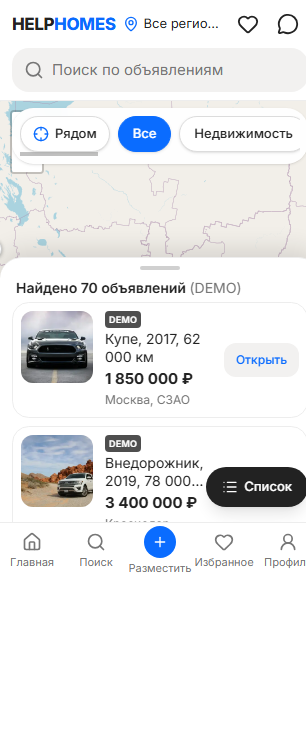 HELPHOMES Все регио...
Поиск по объявлениям
Рядом Все Недвижимость
Найдено 70 объявлений (DEMO)
DEMO
Купе, 2017, 62
000 км
Открыть
1 850 000 ₽
Москва, СЗАО
DEMO
Внедорожник,
2019, 78 000...
Список
3 400 000 ₽
Краснодар
Главная Поиск Разместить Избранное Профил